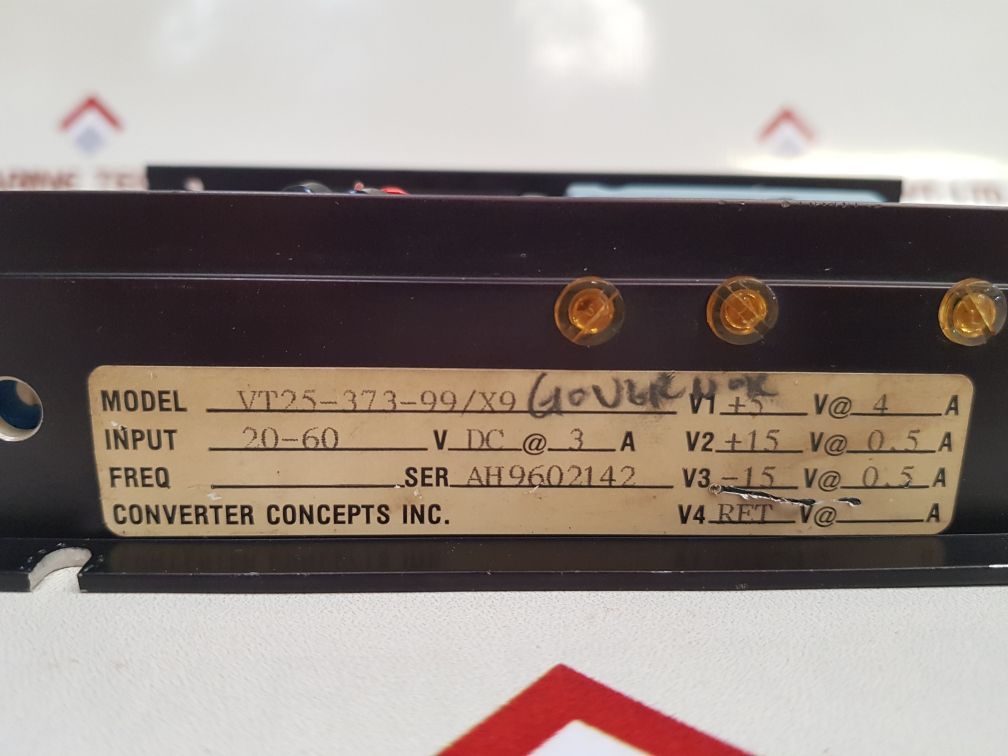 MODEL VT25-373-99/X9 GOVERNOR V1 +5 V@ 4 A
INPUT 20-60 V DC @ 3 A V2 +15 V@ 0.5 A
FREQ SER AH9602142 V3 -15 V@ 0.5 A
CONVERTER CONCEPTS INC. V4 RET V@ A